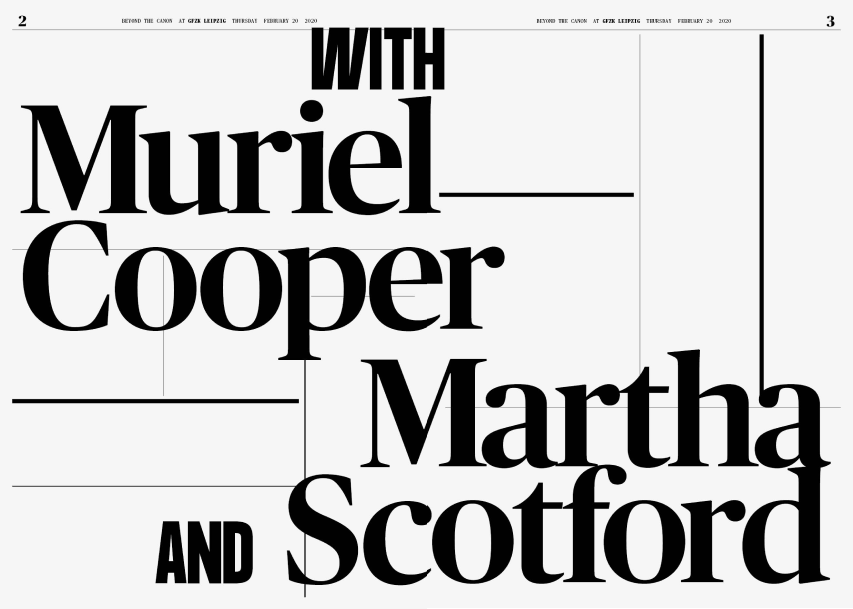 2
BEYOND THE CANON AT GFZK LEIPZIG THURSDAY FEBRUARY 20 2020
BEYOND THE CANON AT GFZK LEIPZIG THURSDAY FEBRUARY 20 2020
3
WITH
Muriel
Cooper
Martha
AND Scotford